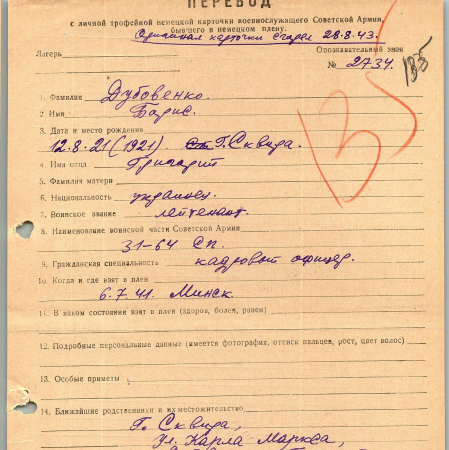 ПЕРЕВОД
с личной трофейной немецкой карточки военнослужащего Советской Армии,
бывшего в немецком плену.
Оригинал карточки 28.8.43.
Лагерь
Опознавательный знак
№ 2734.
1. Фамилия Дубовенко.
2. Имя Борис.
3. Дата и место рождения
12.8.21 (1921) г. Сквира.
4. Имя отца Григорий
5. Фамилия матери
6. Национальность украинец.
7. Воинское звание лейтенант.
8. Наименование воинской части Советской Армии
31-64 СП.
9. Гражданская специальность кадровый офицер.
10. Когда и где взят в плен
6.7.41. Минск.
11. В каком состоянии взят в плен (здоров, болен, ранен)
12. Подробные персональные данные (имеется фотография, оттиск пальцев, рост, цвет волос)
13. Особые приметы
14. Ближайшие родственники и их местожительство
г. Сквира,
ул. Карла Маркса,